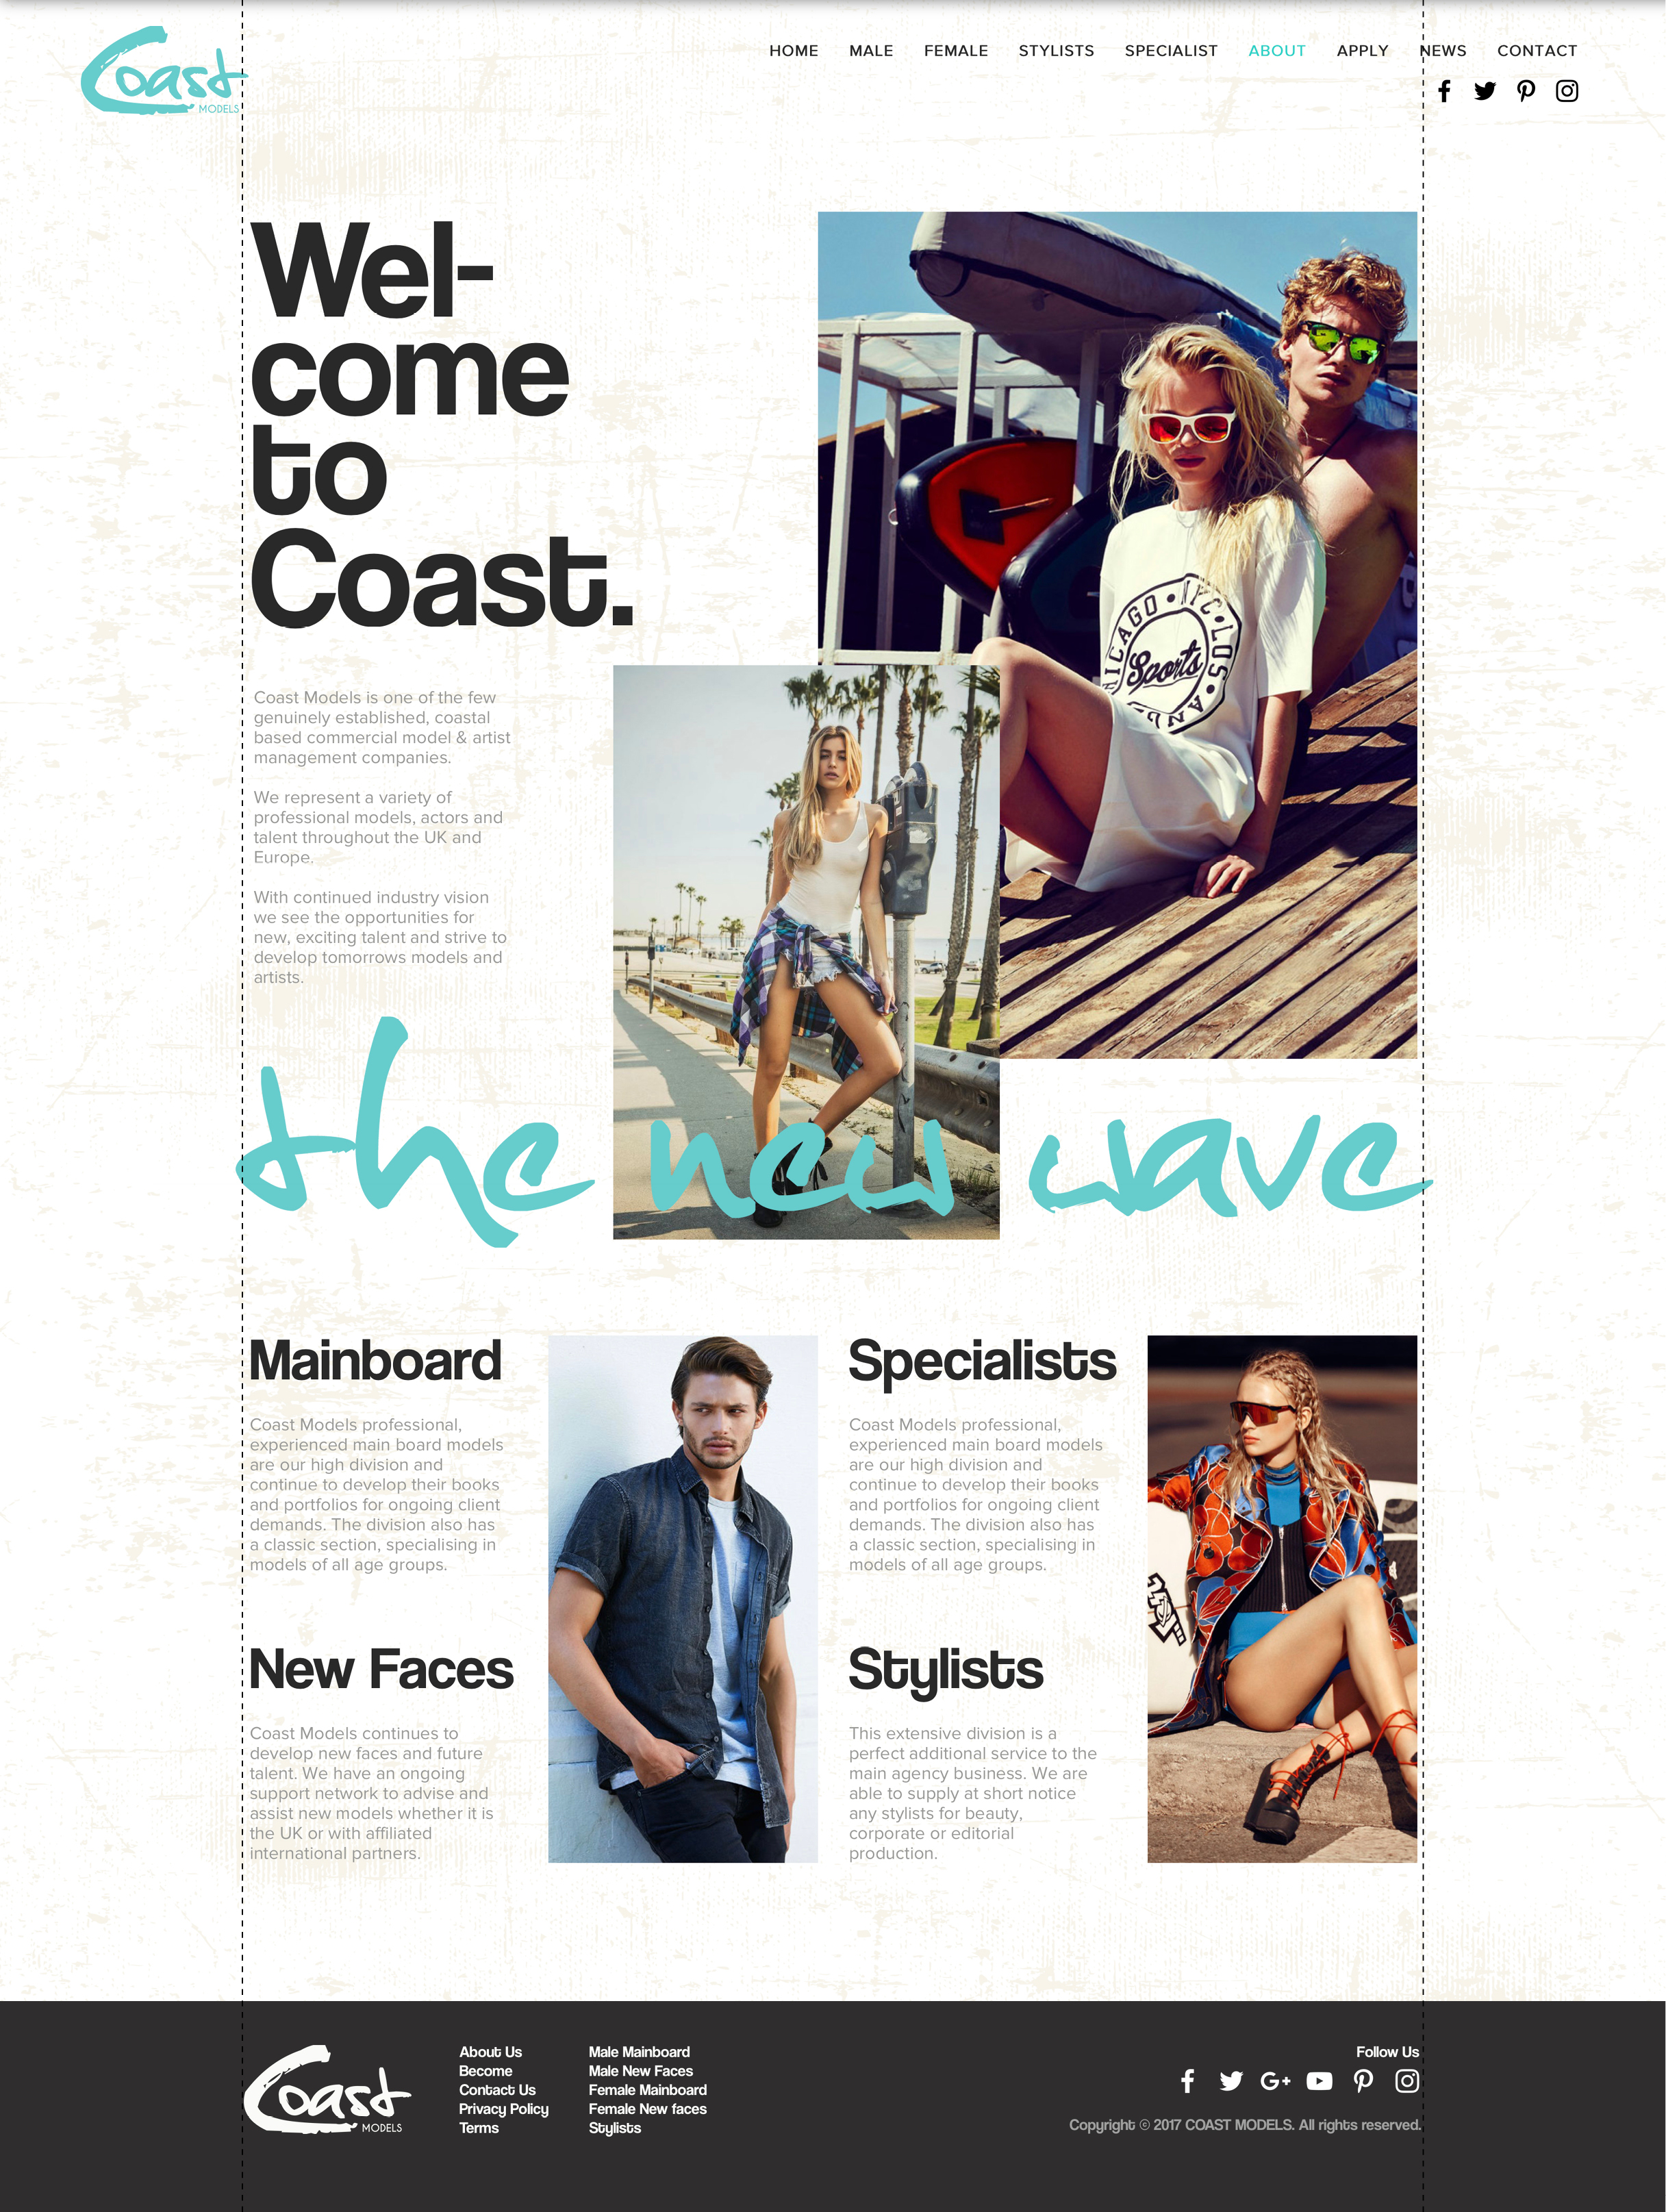 Coast
MODELS
HOME MALE FEMALE STYLISTS SPECIALIST ABOUT APPLY NEWS CONTACT
Wel-
come
to
Coast.
Coast Models is one of the few
genuinely established, coastal
based commercial model & artist
management companies.
We represent a variety of
professional models, actors and
talent throughout the UK and
Europe.
With continued industry vision
we see the opportunities for
new, exciting talent and strive to
develop tomorrows models and
artists.
NYC • LOS
Sports
the new wave
Mainboard
Coast Models professional,
experienced main board models
are our high division and
continue to develop their books
and portfolios for ongoing client
demands. The division also has
a classic section, specialising in
models of all age groups.
New Faces
Coast Models continues to
develop new faces and future
talent. We have an ongoing
support network to advise and
assist new models whether it is
the UK or with affiliated
international partners.
Specialists
Coast Models professional,
experienced main board models
are our high division and
continue to develop their books
and portfolios for ongoing client
demands. The division also has
a classic section, specialising in
models of all age groups.
Stylists
This extensive division is a
perfect additional service to the
main agency business. We are
able to supply at short notice
any stylists for beauty,
corporate or editorial
production.
Coast
MODELS
About Us
Become
Contact Us
Privacy Policy
Terms
Male Mainboard
Male New Faces
Female Mainboard
Female New faces
Stylists
Follow Us
Copyright © 2017 COAST MODELS. All rights reserved.